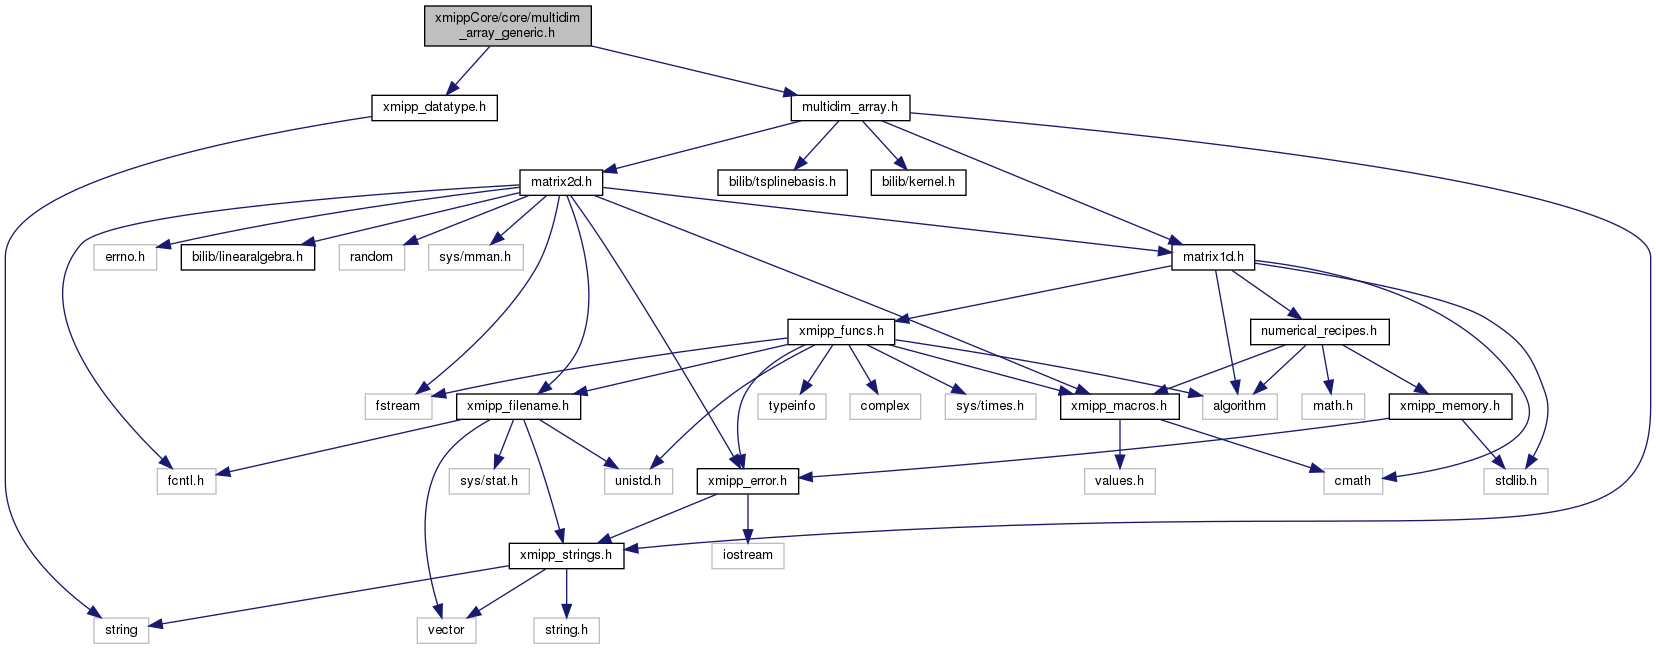 xmippCore/core/multidim
_array_generic.h
xmipp_datatype.h
multidim_array.h
matrix2d.h
bilib/tsplinebasis.h
bilib/kernel.h
errno.h
bilib/linearalgebra.h
random
sys/mman.h
matrix1d.h
xmipp_funcs.h
numerical_recipes.h
fstream
xmipp_filename.h
typeinfo
complex
sys/times.h
xmipp_macros.h
algorithm
math.h
xmipp_memory.h
fcntl.h
sys/stat.h
unistd.h
xmipp_error.h
values.h
cmath
stdlib.h
xmipp_strings.h
iostream
string
vector
string.h